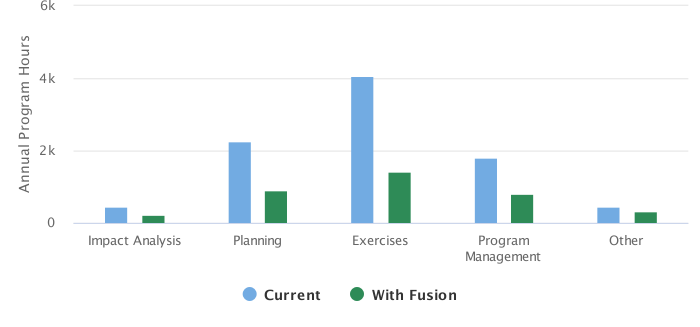 Annual Program Hours
6k
4k
2k
0
Impact Analysis
Planning
Exercises
Program
Management
Other
Current
With Fusion